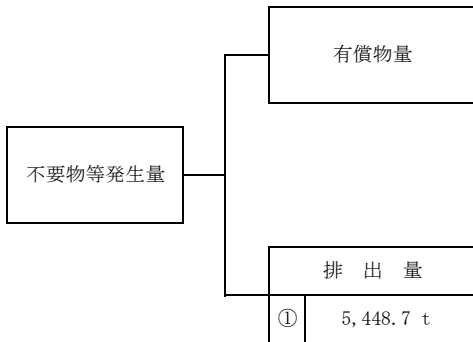 有償物量
不要物等発生量
排 出 量
① 5,448.7 t